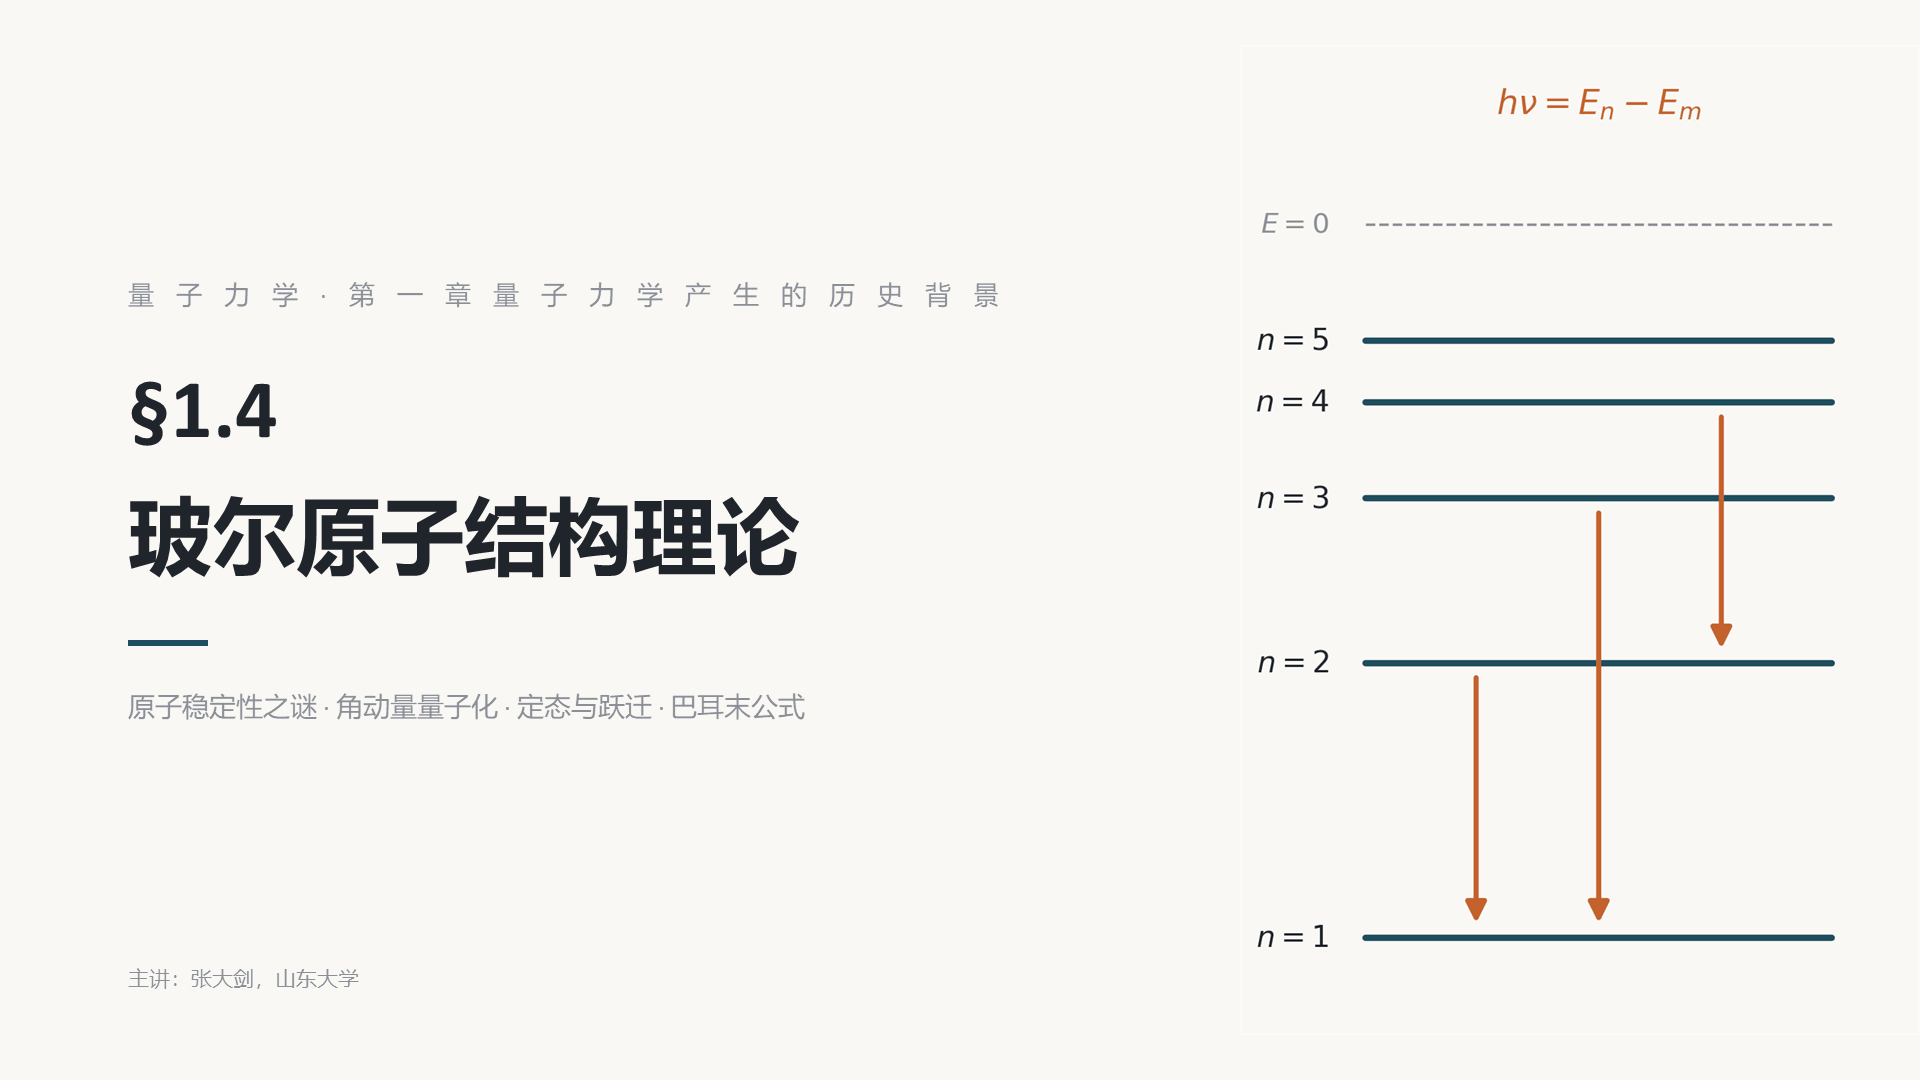 量子力学·第一章量子力学产生的历史背景
§1.4
玻尔原子结构理论
原子稳定性之谜·角动量量子化·定态与跃迁·巴耳末公式
主讲：张大剑，山东大学
hν = Eₙ − Eₘ
E = 0
n = 5
n = 4
n = 3
n = 2
n = 1